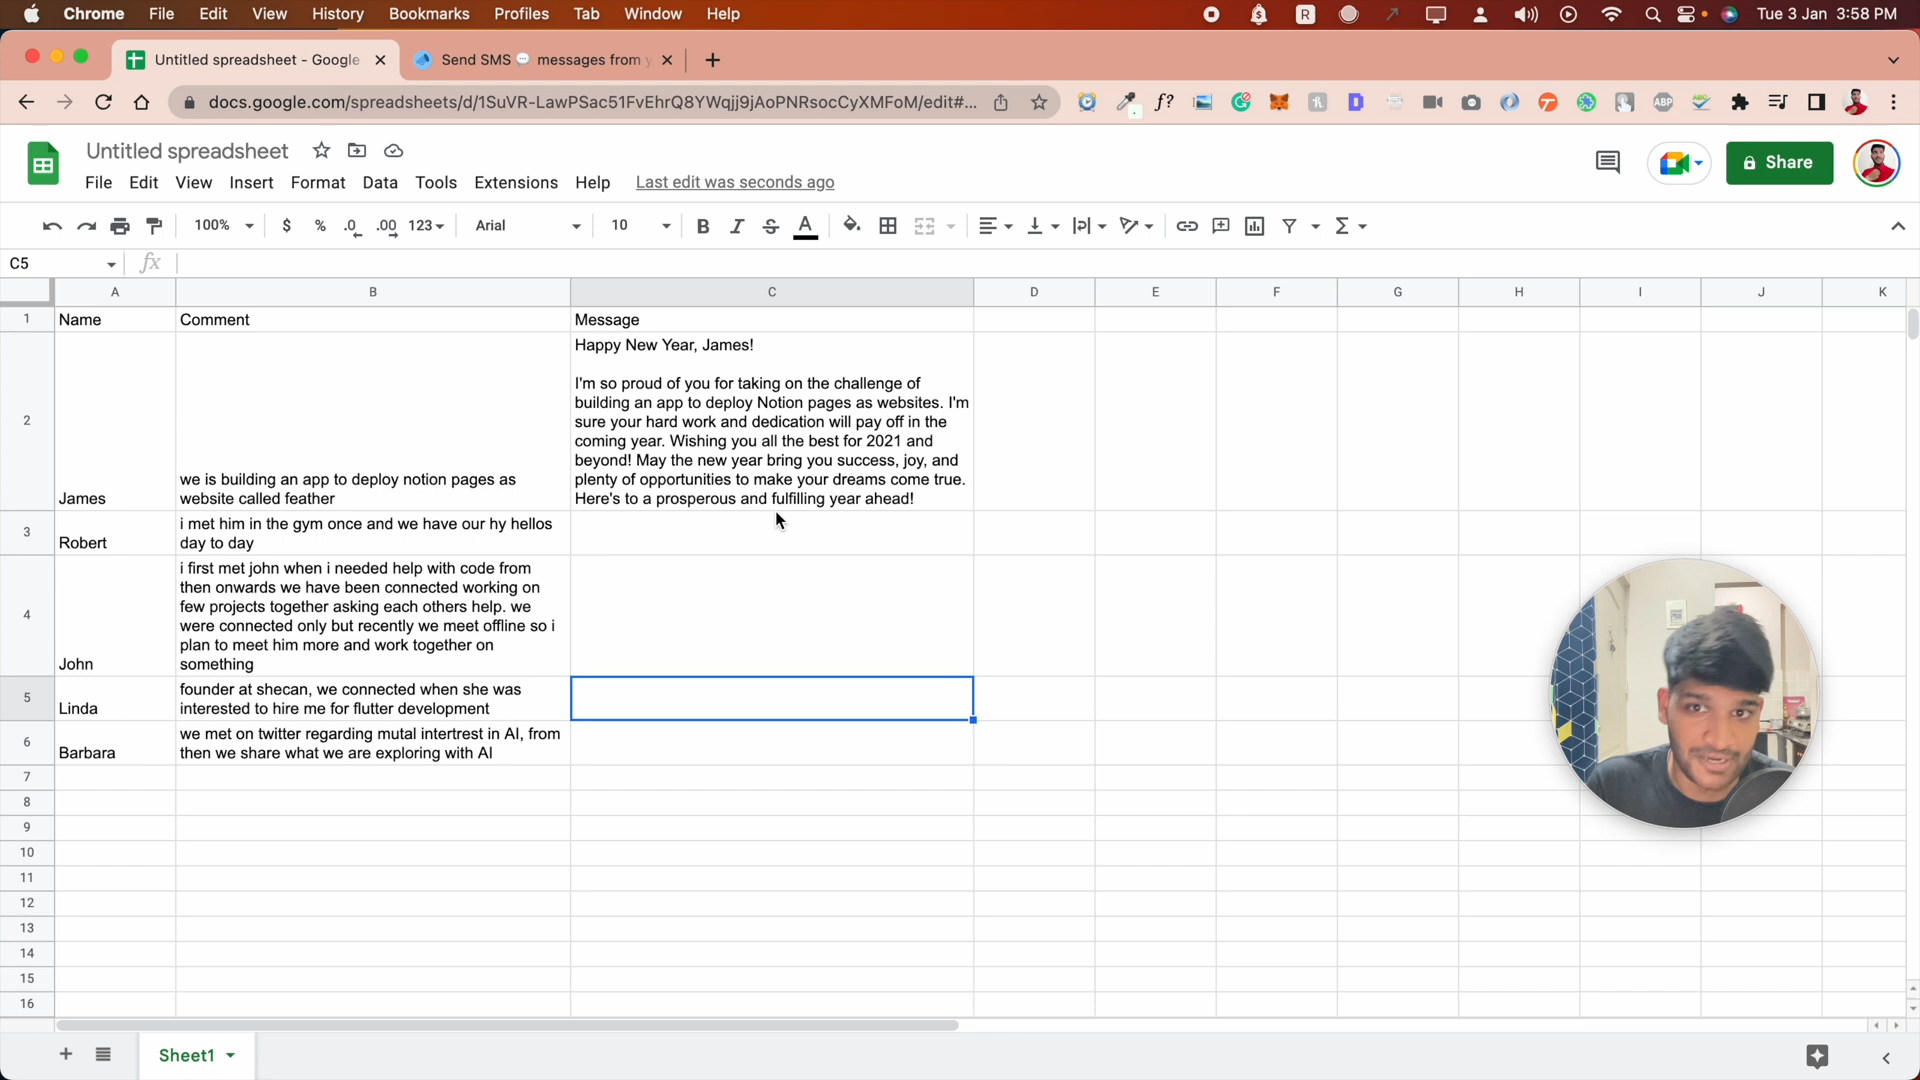 Chrome File Edit View History Bookmarks Profiles Tab Window Help Tue 3 Jan 3:58 PM
Untitled spreadsheet - Google Send SMS 💬 messages from
docs.google.com/spreadsheets/d/1SuVR-LawPSac51FvEhrQ8YWqjj9jAoPNRsocCyXMFoM/edit#... ABP
Untitled spreadsheet
Share
File Edit View Insert Format Data Tools Extensions Help Last edit was seconds ago
100% $ % .0 .00 123 Arial 10 B I S A
C5 fx
A B C D E F G H I J K
1 Name Comment Message
2
James
we is building an app to deploy notion pages as
website called feather
Happy New Year, James!
I'm so proud of you for taking on the challenge of
building an app to deploy Notion pages as websites. I'm
sure your hard work and dedication will pay off in the
coming year. Wishing you all the best for 2021 and
beyond! May the new year bring you success, joy, and
plenty of opportunities to make your dreams come true.
Here's to a prosperous and fulfilling year ahead!
3
Robert
i met him in the gym once and we have our hy hellos
day to day
4
John
i first met john when i needed help with code from
then onwards we have been connected working on
few projects together asking each others help. we
were connected only but recently we meet offline so i
plan to meet him more and work together on
something
5
Linda
founder at shecan, we connected when she was
interested to hire me for flutter development
6
Barbara
we met on twitter regarding mutal intertrest in AI, from
then we share what we are exploring with AI
7
8
9
10
11
12
13
14
15
16
Sheet1